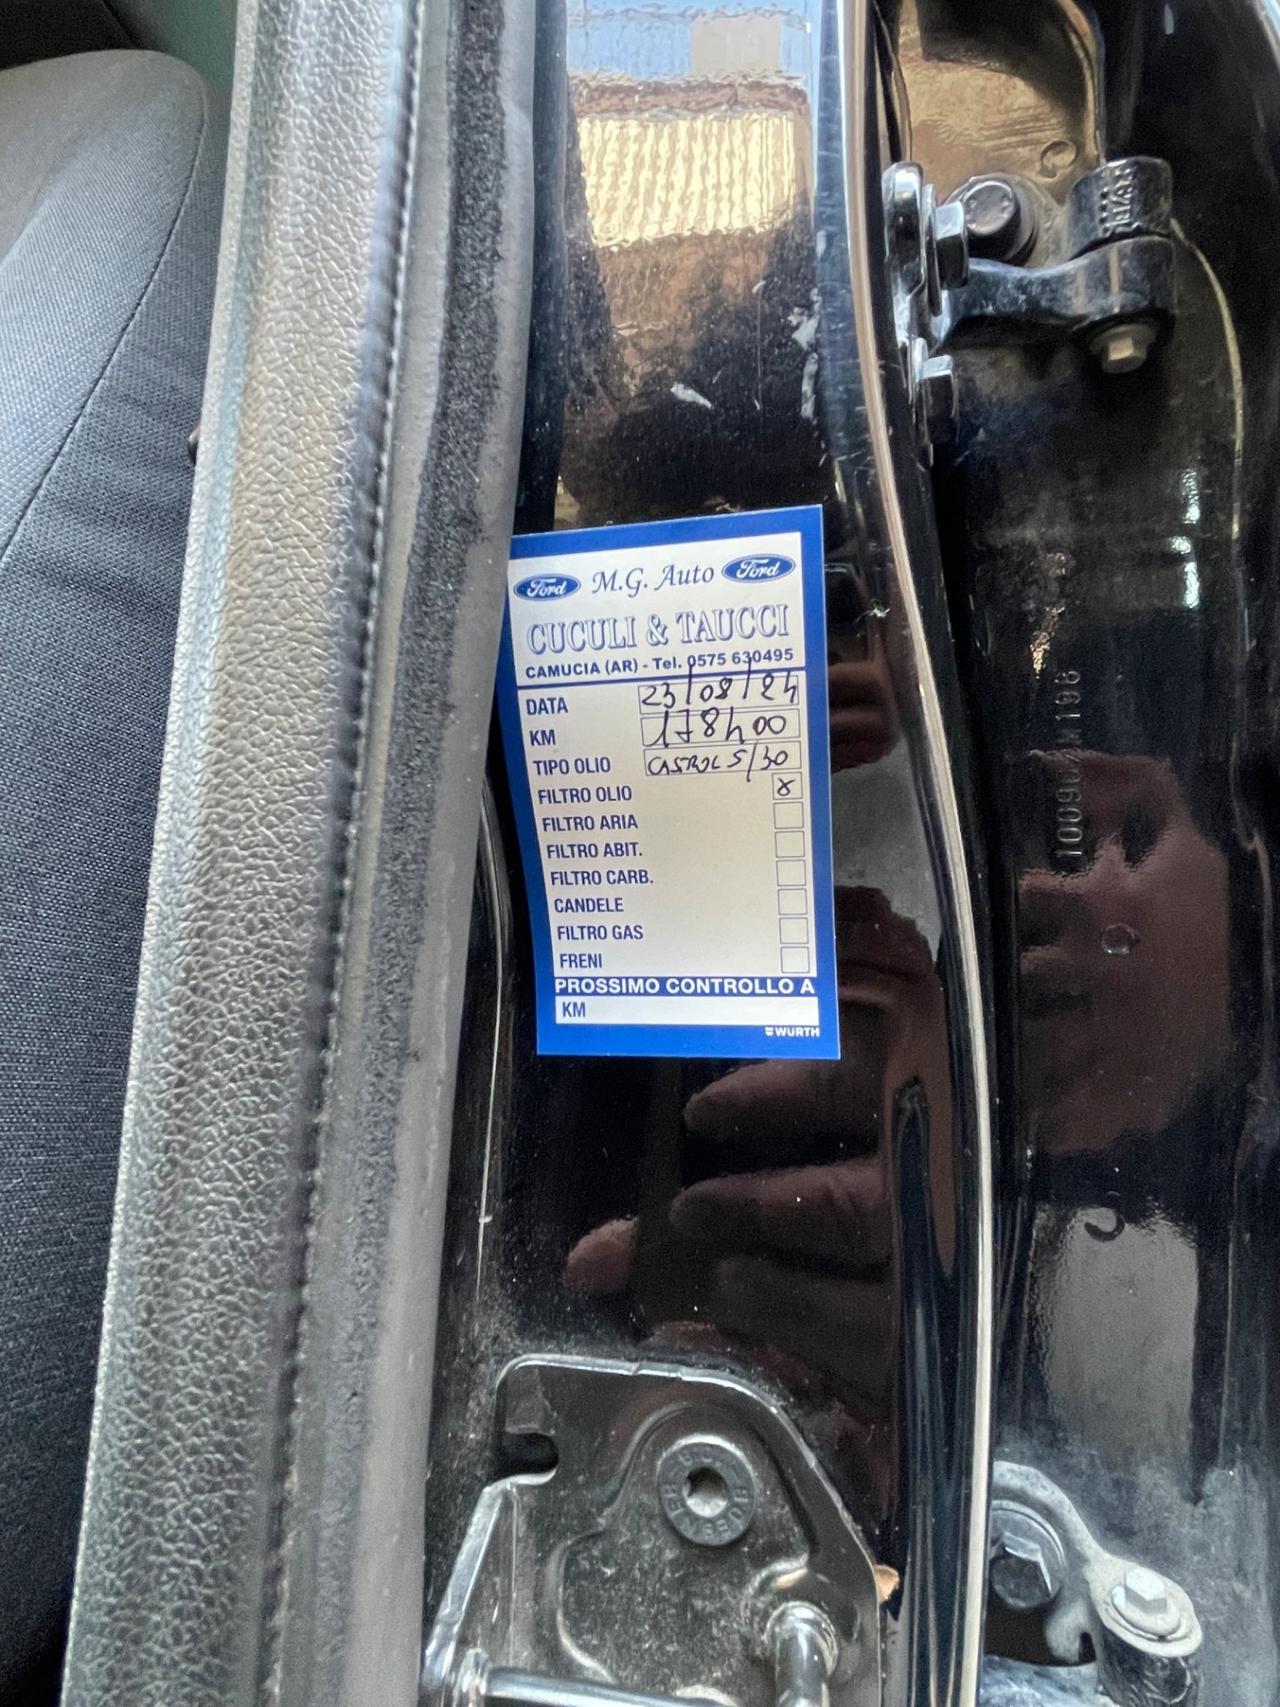 Ford M.G. Auto Ford
CUCULI & TAUCCI
CAMUCIA (AR) - Tel. 0575 630495
DATA 23/08/24
KM 178400
TIPO OLIO CASTROL 5/30
FILTRO OLIO X
FILTRO ARIA
FILTRO ABIT.
FILTRO CARB.
CANDELE
FILTRO GAS
FRENI
PROSSIMO CONTROLLO A
KM
WÜRTH